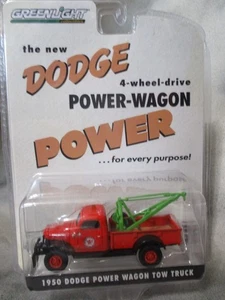 GREENLIGHT
the new
DODGE
4-wheel-drive
POWER-WAGON
POWER
...for every purpose!
1950 DODGE POWER WAGON TOW TRUCK